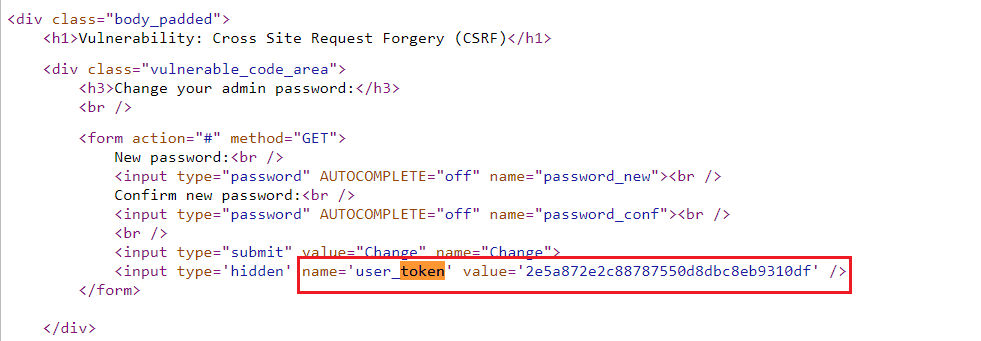 <div class="body_padded">
<h1>Vulnerability: Cross Site Request Forgery (CSRF)</h1>
<div class="vulnerable_code_area">
<h3>Change your admin password:</h3>
<br />
<form action="#" method="GET">
New password:<br />
<input type="password" AUTOCOMPLETE="off" name="password_new"><br />
Confirm new password:<br />
<input type="password" AUTOCOMPLETE="off" name="password_conf"><br />
<br />
<input type="submit" value="Change" name="Change">
<input type='hidden' name='user_token' value='2e5a872e2c88787550d8dbc8eb9310df' />
</form>
</div>